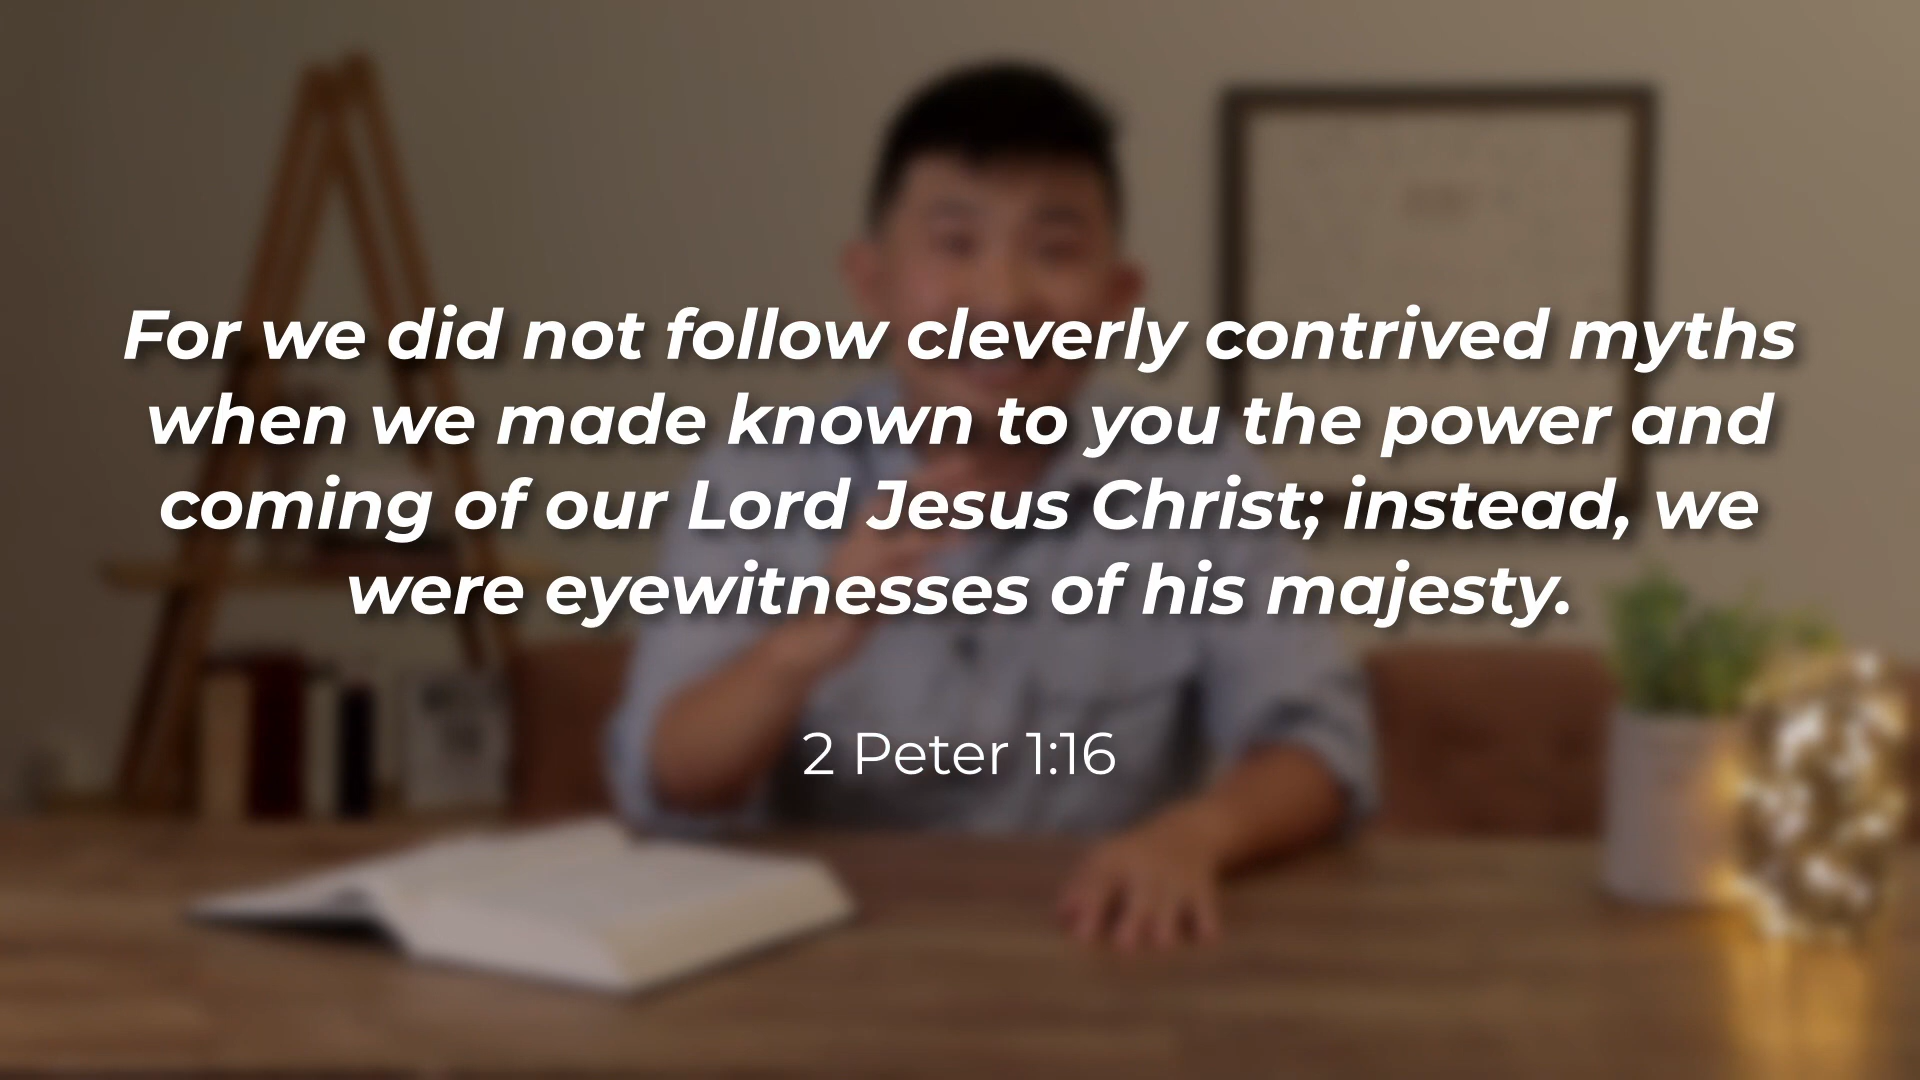 For we did not follow cleverly contrived myths
when we made known to you the power and
coming of our Lord Jesus Christ; instead, we
were eyewitnesses of his majesty.
2 Peter 1:16